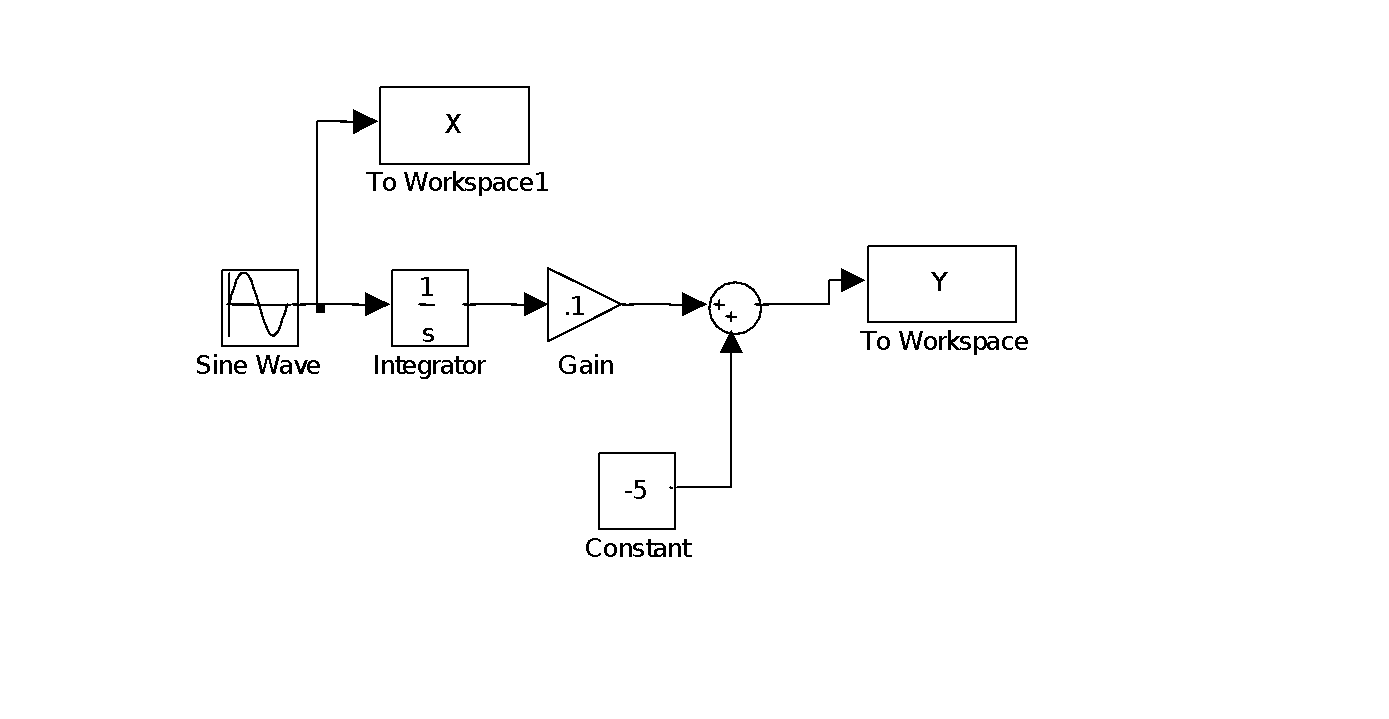 X
To Workspace1
Sine Wave
1
s
Integrator
.1
Gain
+
+
Y
To Workspace
-5
Constant